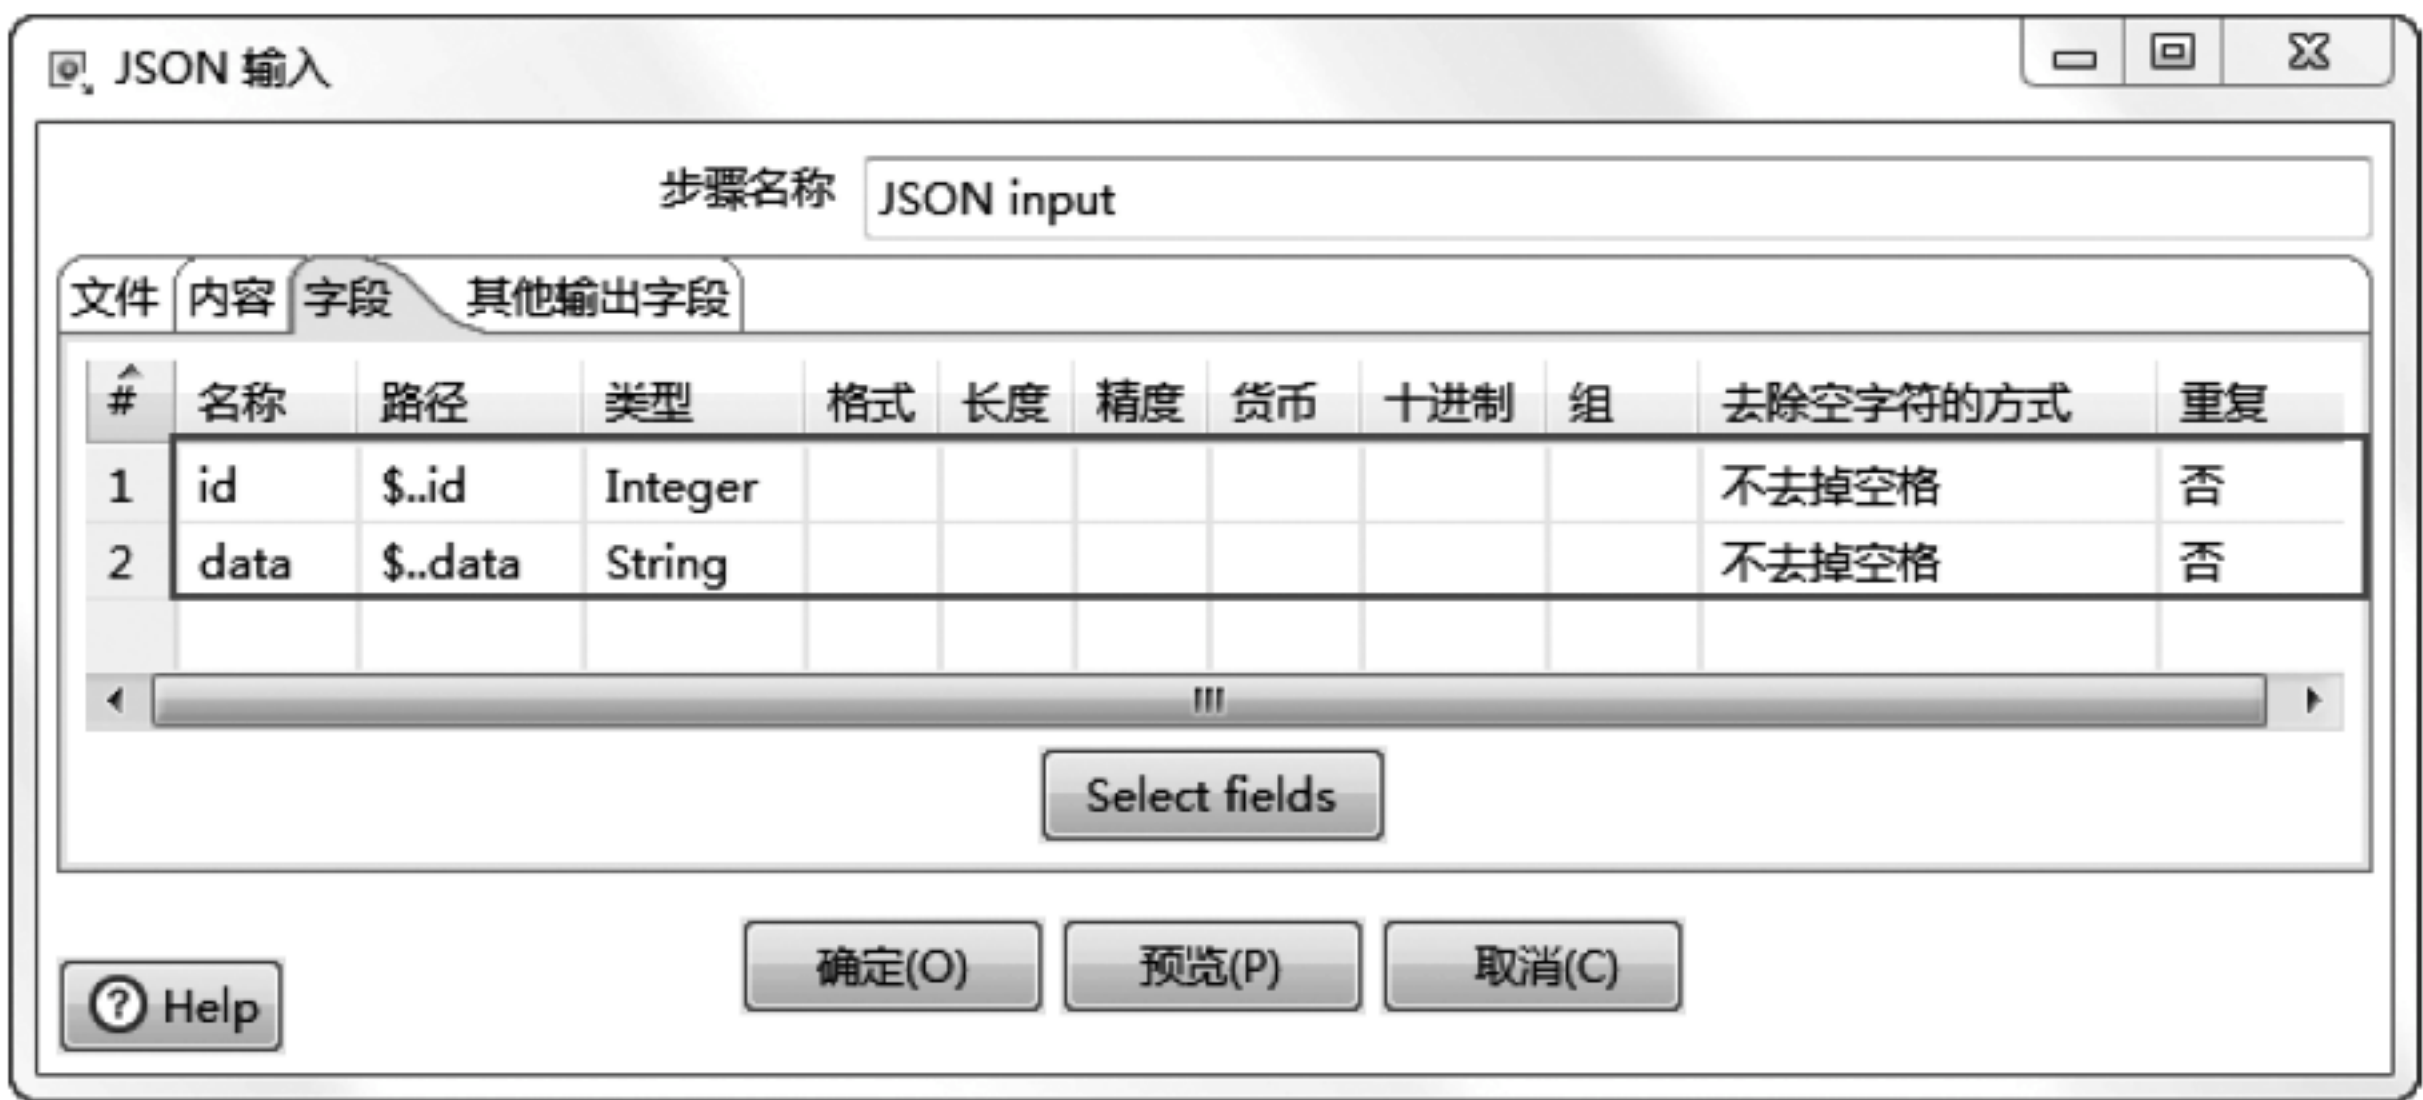 JSON 输入
步骤名称 JSON input
文件 内容 字段 其他输出字段
# 名称 路径 类型 格式 长度 精度 货币 十进制 组 去除空字符的方式 重复
1 id $..id Integer 不去掉空格 否
2 data $..data String 不去掉空格 否
Select fields
确定(O) 预览(P) 取消(C)
Help